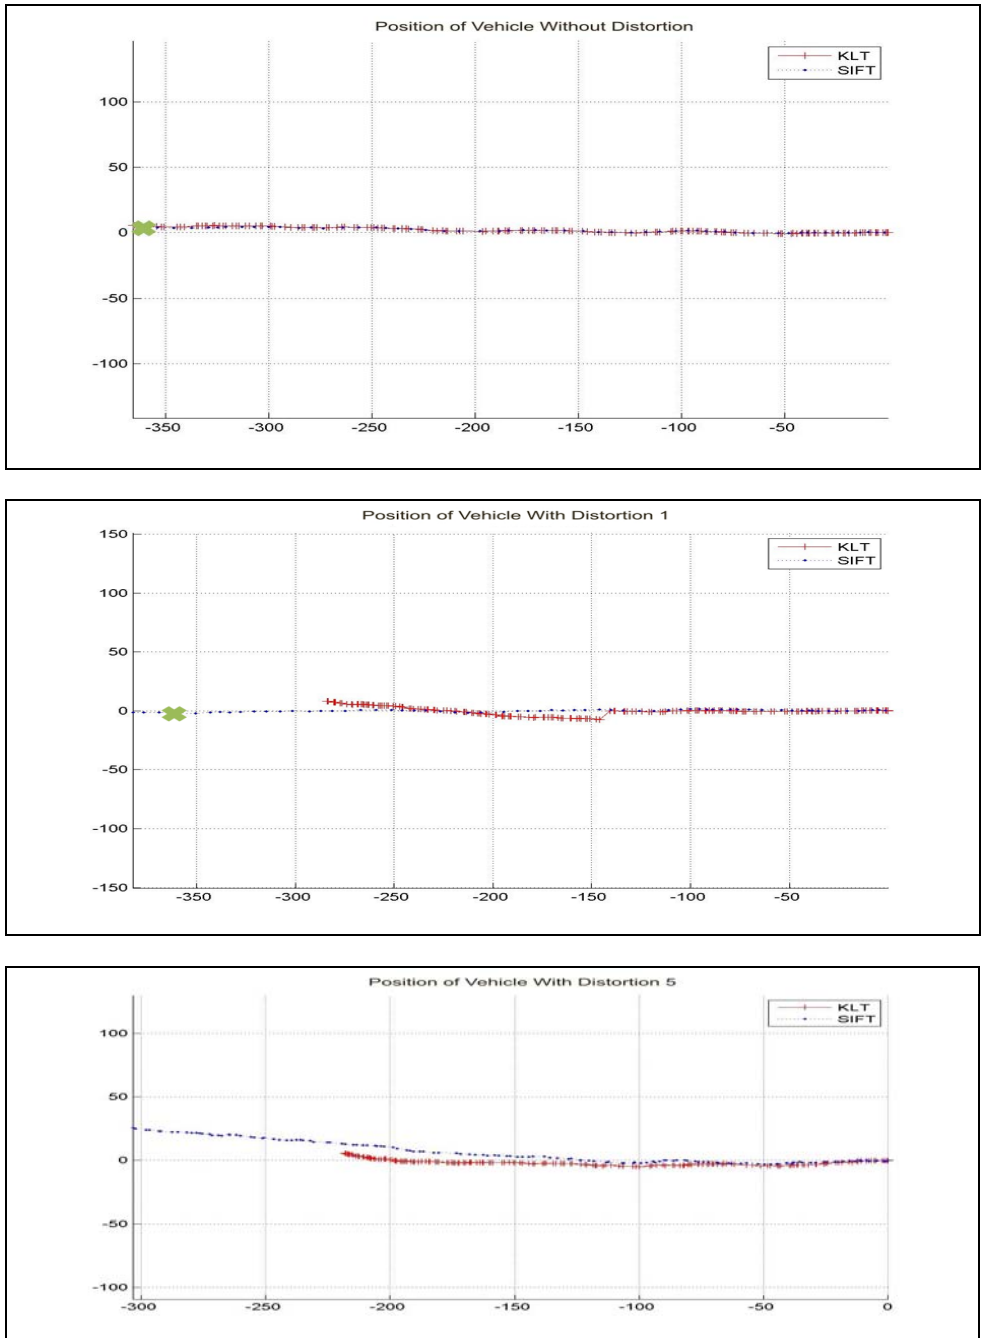 Position of Vehicle Without Distortion
KLT
SIFT
100
50
0
-50
-100
-350 -300 -250 -200 -150 -100 -50
Position of Vehicle With Distortion 1
150
KLT
SIFT
100
50
0
-50
-100
-150
-350 -300 -250 -200 -150 -100 -50
Position of Vehicle With Distortion 5
KLT
SIFT
100
50
0
-50
-100
-300 -250 -200 -150 -100 -50 0